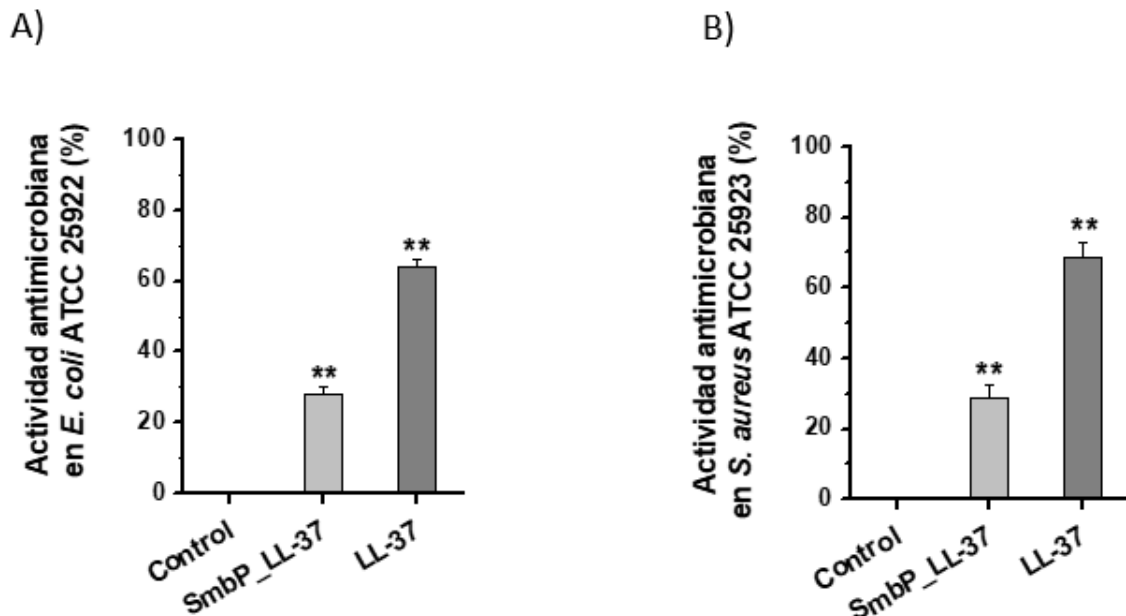 A)
Actividad antimicrobiana
en E. coli ATCC 25922 (%)
100
80
60
40
20
0
**
**
Control
SmbP_LL-37
LL-37
B)
Actividad antimicrobiana
en S. aureus ATCC 25923 (%)
100
80
60
40
20
0
**
**
Control
SmbP_LL-37
LL-37